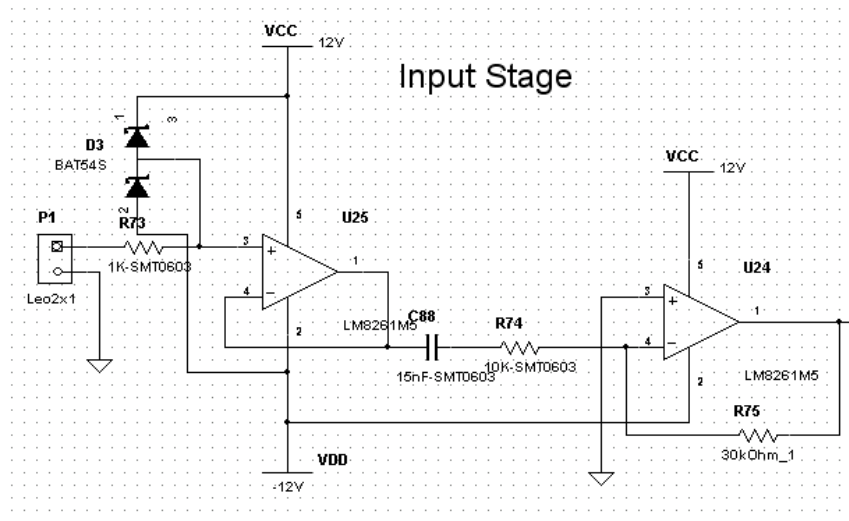 VCC
12V
Input Stage
1
3
D3
BAT54S
2
VCC
12V
P1
R73
5
U25
3
+
1
1K-SMT0603
4
−
Leo2x1
2
LM8261M5
C88
R74
15nF-SMT0603
10K-SMT0603
5
U24
3
+
1
4
−
2
LM8261M5
R75
30kOhm_1
VDD
-12V